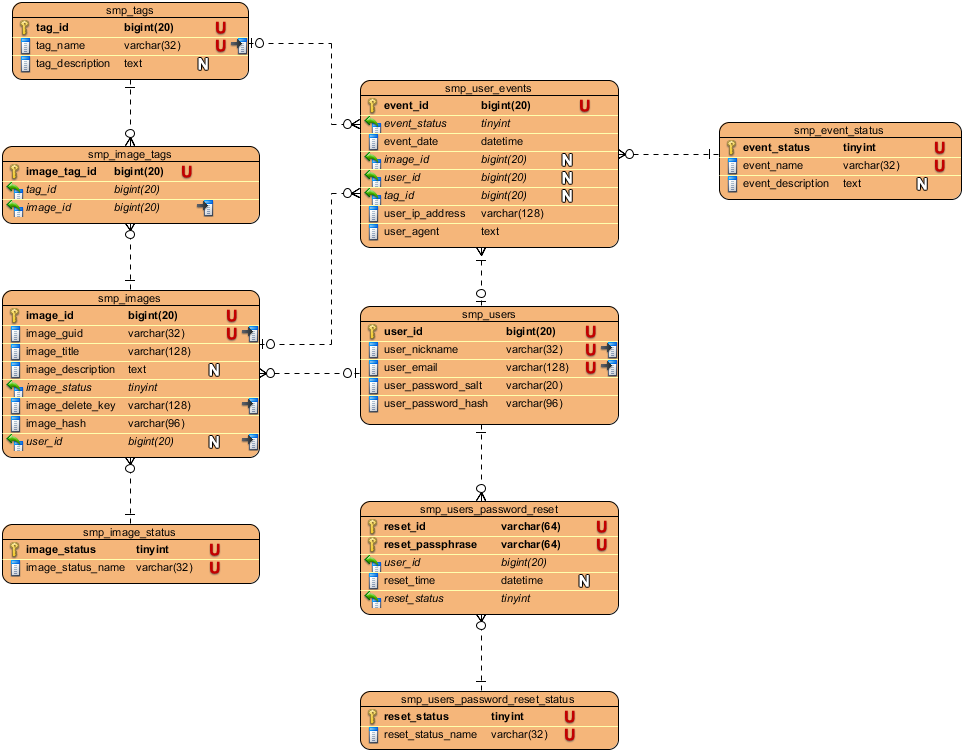 smp_tags
tag_id bigint(20) U
tag_name varchar(32) U
tag_description text N
smp_image_tags
image_tag_id bigint(20) U
tag_id bigint(20)
image_id bigint(20)
smp_images
image_id bigint(20) U
image_guid varchar(32) U
image_title varchar(128)
image_description text N
image_status tinyint
image_delete_key varchar(128)
image_hash varchar(96)
user_id bigint(20) N
smp_image_status
image_status tinyint U
image_status_name varchar(32) U
smp_user_events
event_id bigint(20) U
event_status tinyint
event_date datetime
image_id bigint(20) N
user_id bigint(20) N
tag_id bigint(20) N
user_ip_address varchar(128)
user_agent text
smp_users
user_id bigint(20) U
user_nickname varchar(32) U
user_email varchar(128) U
user_password_salt varchar(20)
user_password_hash varchar(96)
smp_users_password_reset
reset_id varchar(64) U
reset_passphrase varchar(64) U
user_id bigint(20)
reset_time datetime N
reset_status tinyint
smp_users_password_reset_status
reset_status tinyint U
reset_status_name varchar(32) U
smp_event_status
event_status tinyint U
event_name varchar(32) U
event_description text N